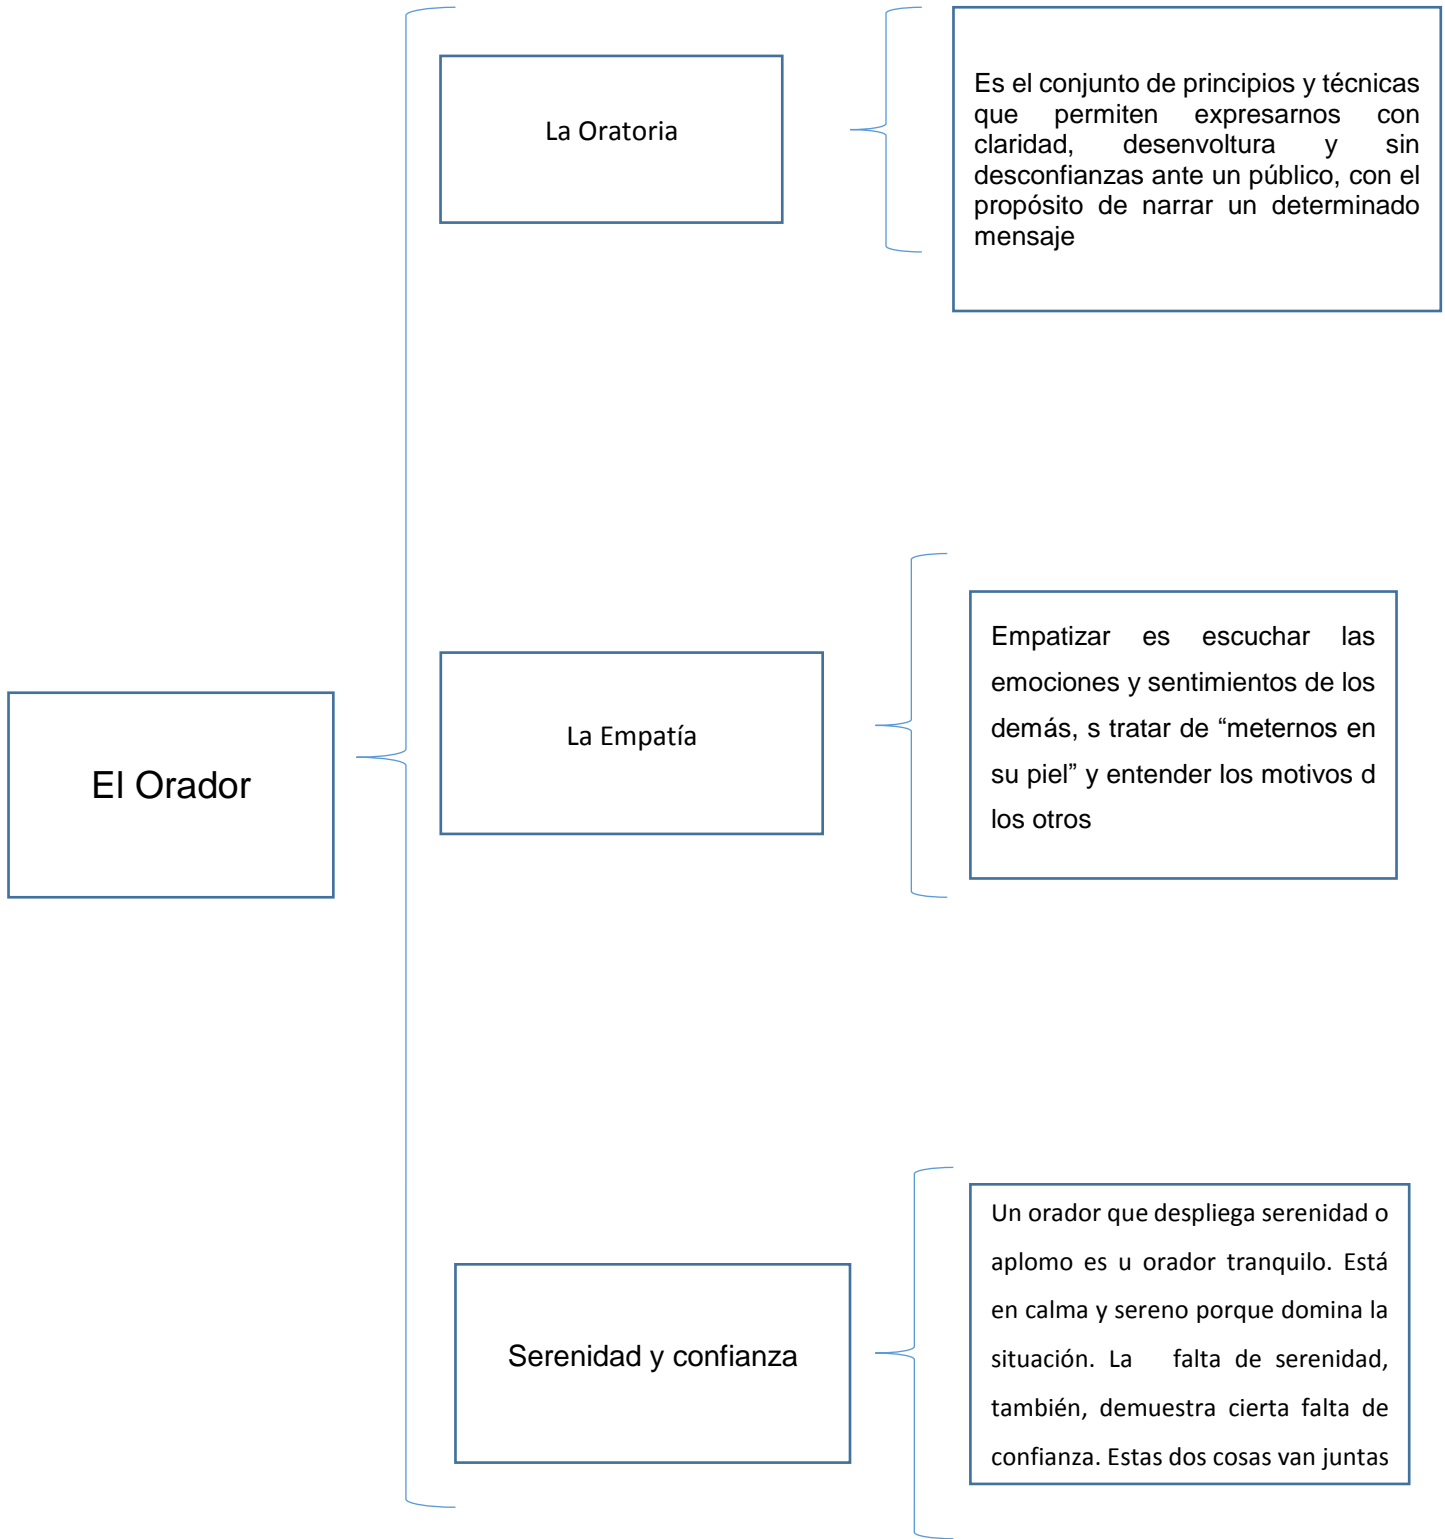 La Oratoria
Es el conjunto de principios y técnicas
que permiten expresarnos con
claridad, desenvoltura y sin
desconfianzas ante un público, con el
propósito de narrar un determinado
mensaje
El Orador
La Empatía
Empatizar es escuchar las
emociones y sentimientos de los
demás, s tratar de “meternos en
su piel” y entender los motivos d
los otros
Serenidad y confianza
Un orador que despliega serenidad o
aplomo es u orador tranquilo. Está
en calma y sereno porque domina la
situación. La falta de serenidad,
también, demuestra cierta falta de
confianza. Estas dos cosas van juntas